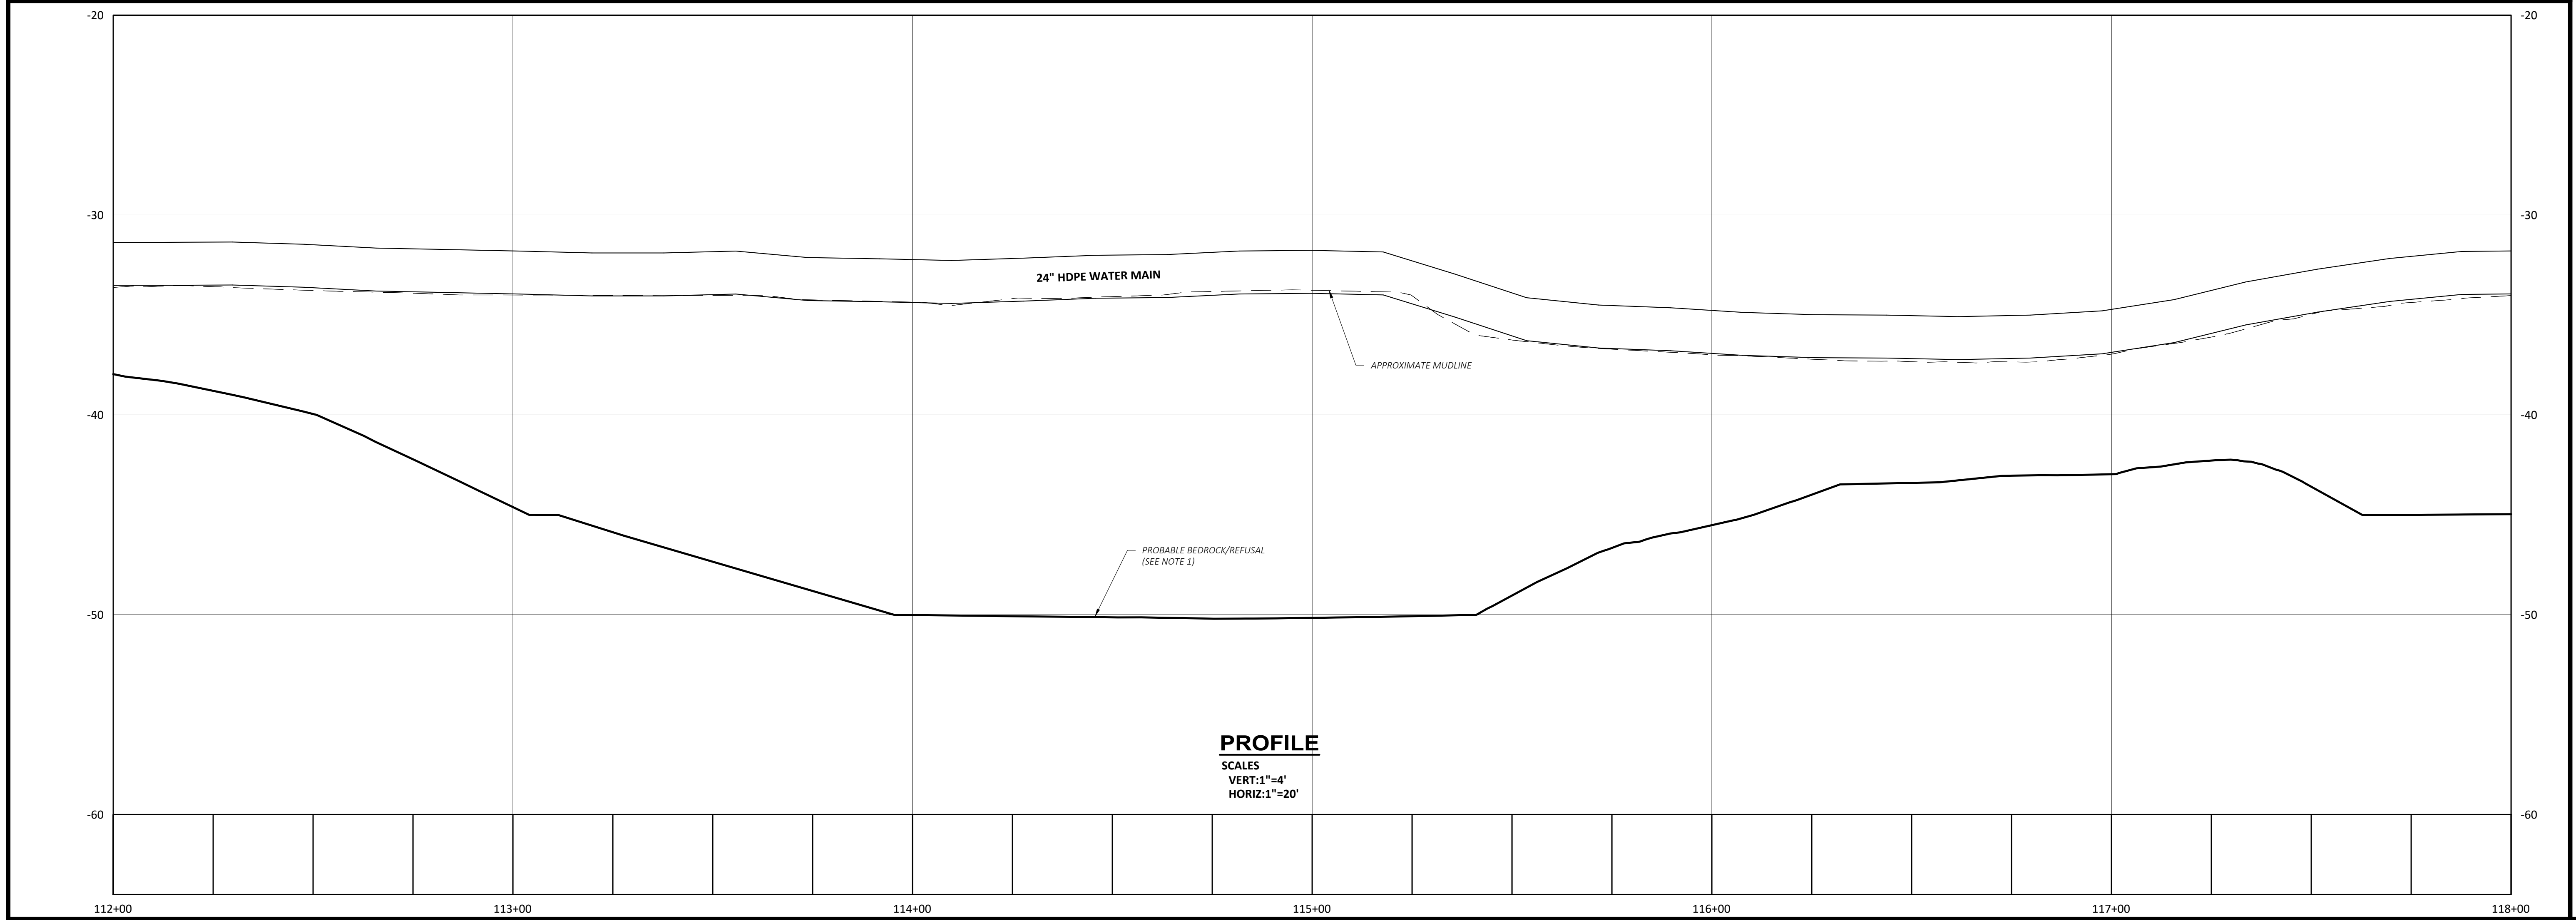 -20
-20
-30
-30
24" HDPE WATER MAIN
APPROXIMATE MUDLINE
-40
-40
PROBABLE BEDROCK/REFUSAL
(SEE NOTE 1)
-50
-50
PROFILE
SCALES
VERT:1"=4'
HORIZ:1"=20'
-60
-60
112+00
113+00
114+00
115+00
116+00
117+00
118+00